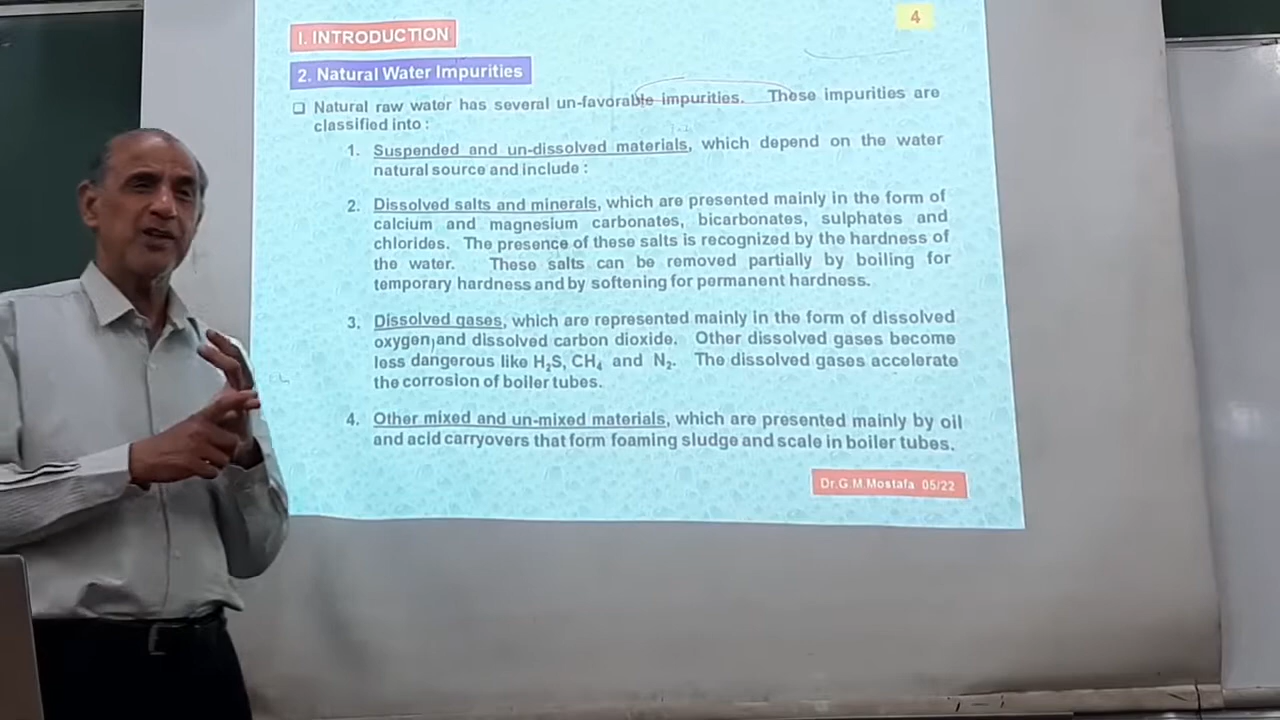 4
I. INTRODUCTION
2. Natural Water Impurities
❑ Natural raw water has several un-favorable impurities. These impurities are
classified into :
1. Suspended and un-dissolved materials, which depend on the water
natural source and include :
2. Dissolved salts and minerals, which are presented mainly in the form of
calcium and magnesium carbonates, bicarbonates, sulphates and
chlorides. The presence of these salts is recognized by the hardness of
the water. These salts can be removed partially by boiling for
temporary hardness and by softening for permanent hardness.
3. Dissolved gases, which are represented mainly in the form of dissolved
oxygen and dissolved carbon dioxide. Other dissolved gases become
less dangerous like H₂S, CH₄ and N₂. The dissolved gases accelerate
the corrosion of boiler tubes.
4. Other mixed and un-mixed materials, which are presented mainly by oil
and acid carryovers that form foaming sludge and scale in boiler tubes.
Dr.G.M.Mostafa 05/22